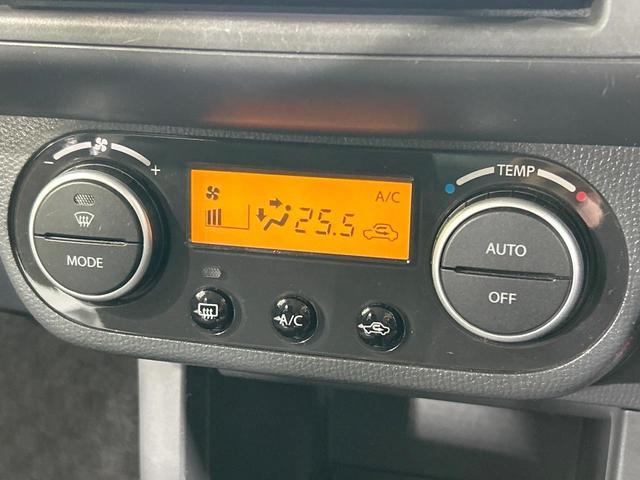 - +
MODE
A/C
25.5
TEMP
AUTO
OFF
A/C